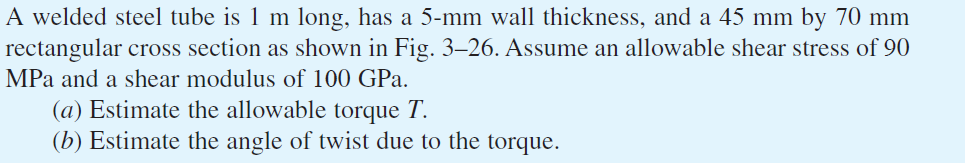 A welded steel tube is 1 m long, has a 5-mm wall thickness, and a 45 mm by 70 mm
rectangular cross section as shown in Fig. 3–26. Assume an allowable shear stress of 90
MPa and a shear modulus of 100 GPa.
(a) Estimate the allowable torque T.
(b) Estimate the angle of twist due to the torque.